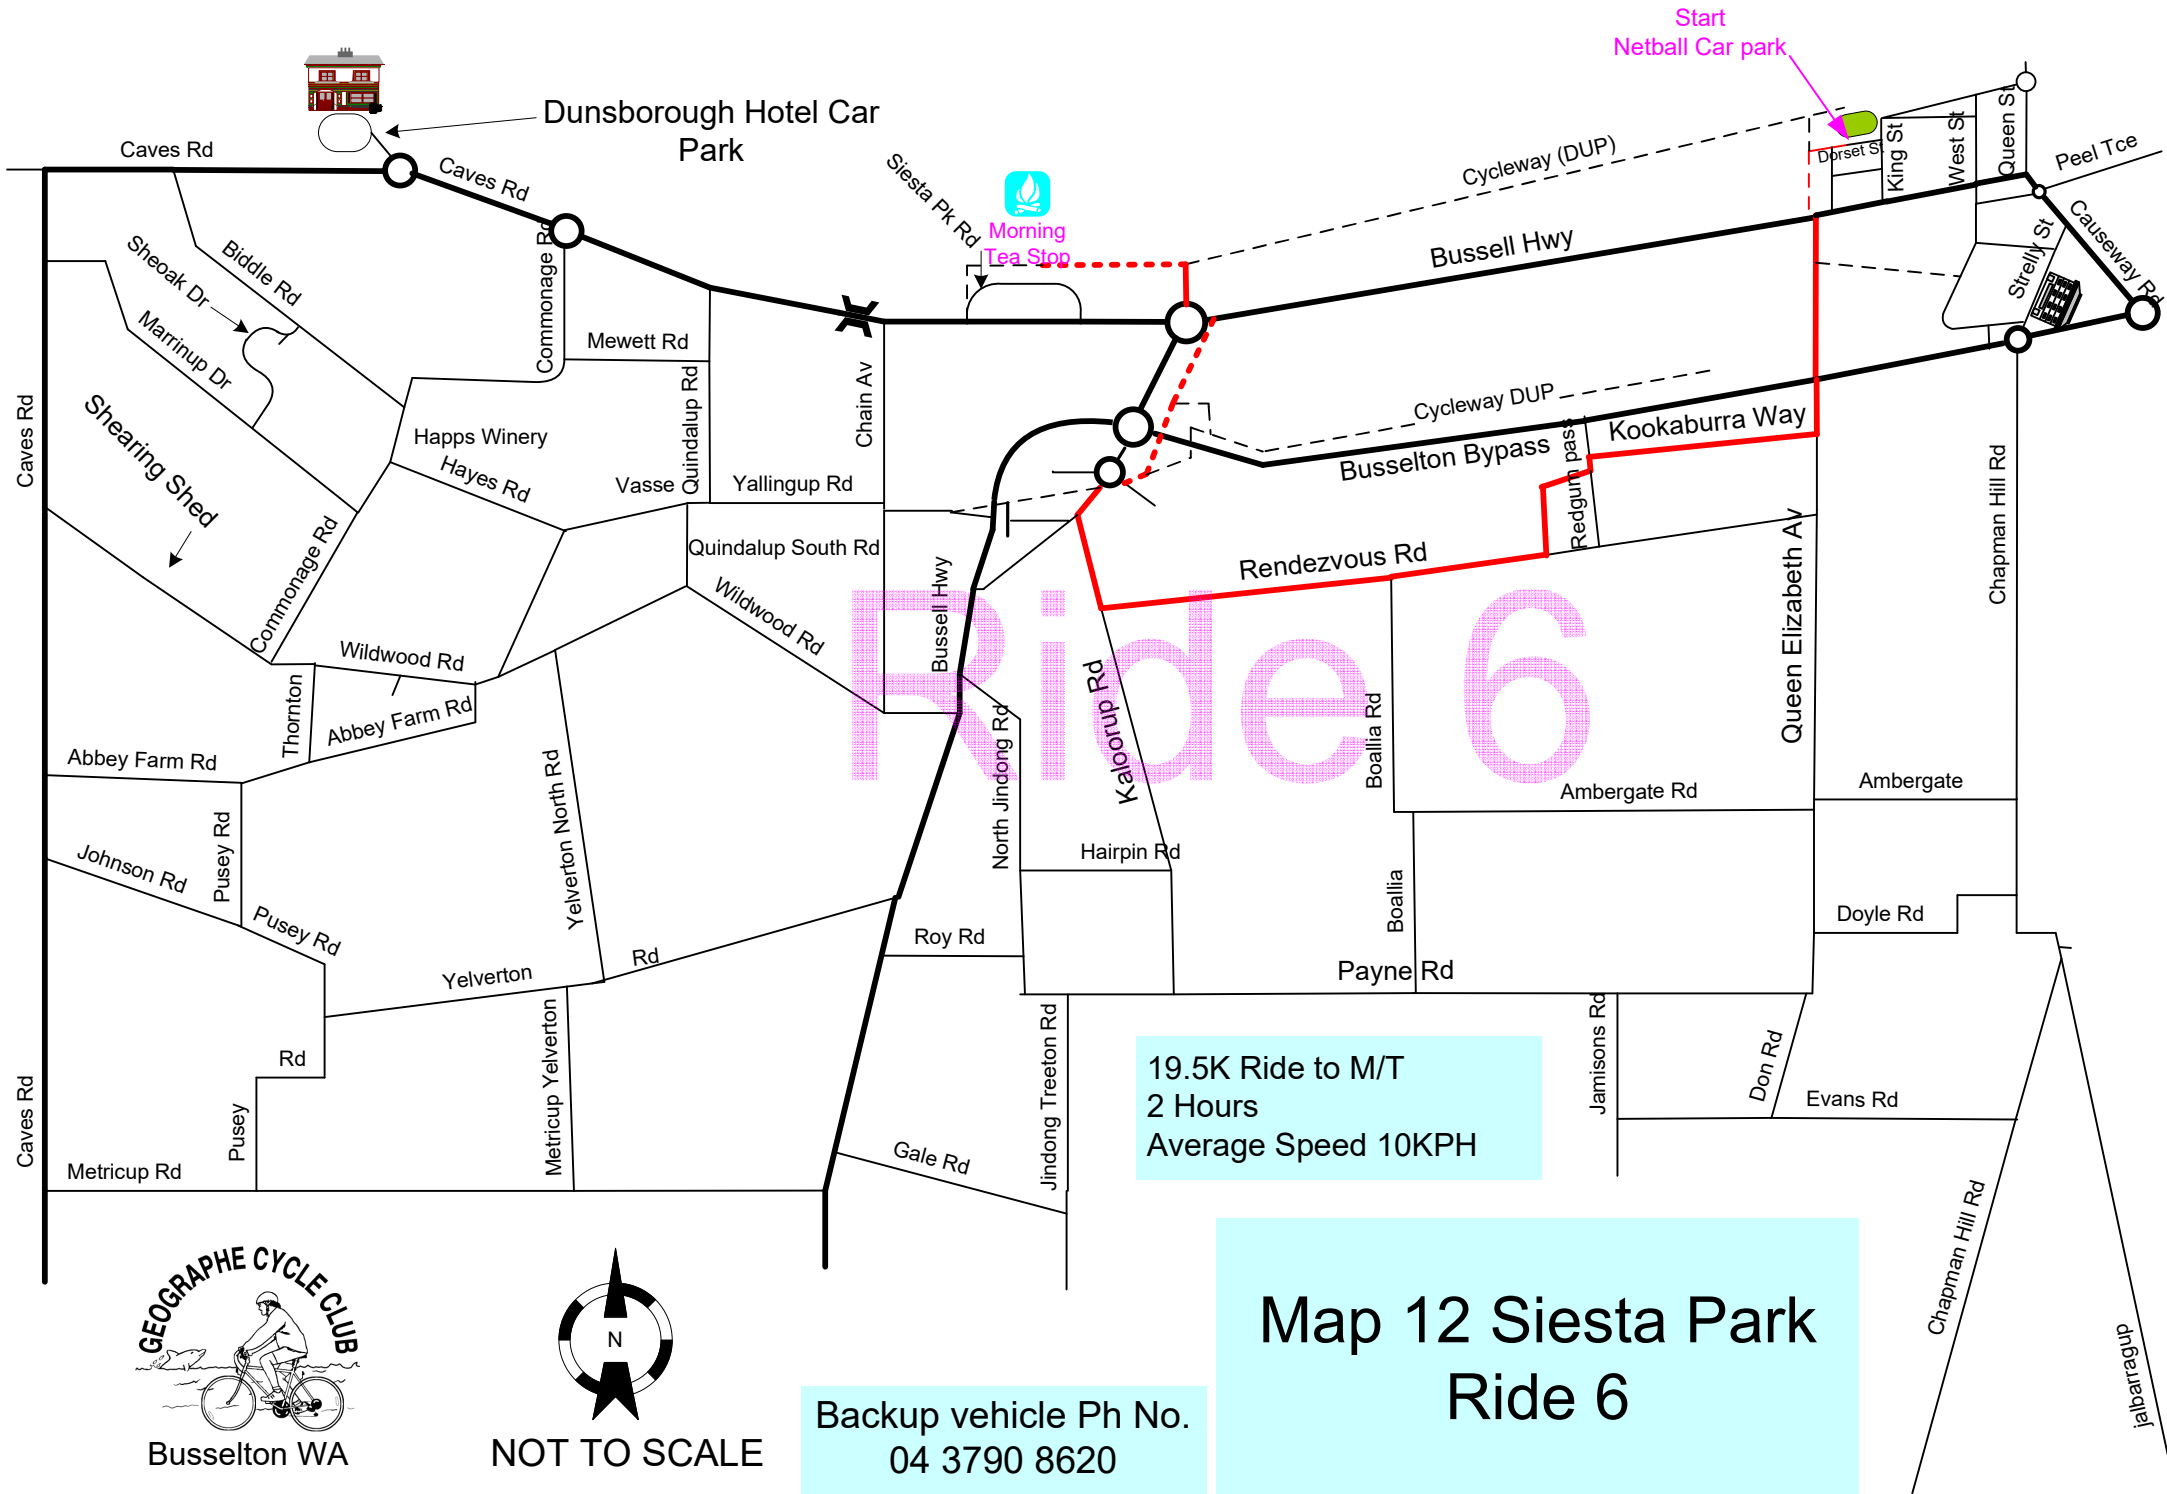 Start
Netball Car park
Dunsborough Hotel Car
Park
Caves Rd
Caves Rd
Siesta Pk Rd
Morning
Tea Stop
Cycleway (DUP)
Dorset St
King St
West St
Queen St
Peel Tce
Causeway Rd
Strelly St
Bussell Hwy
Biddle Rd
Sheoak Dr
Marrinup Dr
Commonage Rd
Mewett Rd
Quindalup Rd
Chain Av
Caves Rd
Shearing Shed
Happs Winery
Hayes Rd
Vasse
Yallingup Rd
Cycleway DUP
Busselton Bypass
Kookaburra Way
Redgum pass
Rendezvous Rd
Queen Elizabeth Av
Chapman Hill Rd
Commonage Rd
Quindalup South Rd
Wildwood Rd
Bussell Hwy
Wildwood Rd
Thornton
Abbey Farm Rd
Abbey Farm Rd
Ride 6
Kaloorup Rd
Boallia Rd
North Jindong Rd
Yelverton North Rd
Ambergate Rd
Ambergate
Pusey Rd
Johnson Rd
Pusey Rd
Hairpin Rd
Boallia
Doyle Rd
Roy Rd
Yelverton
Rd
Payne Rd
Rd
Pusey
Metricup Yelverton
Jindong Treeton Rd
Jamisons Rd
Don Rd
Evans Rd
Caves Rd
Metricup Rd
Gale Rd
19.5K Ride to M/T
2 Hours
Average Speed 10KPH
Chapman Hill Rd
jalbarragup
GEOGRAPHE CYCLE CLUB
Busselton WA
N
NOT TO SCALE
Backup vehicle Ph No.
04 3790 8620
Map 12 Siesta Park
Ride 6